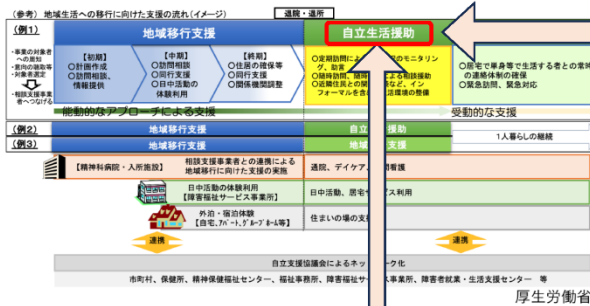 (参考) 地域生活への移行に向けた支援の流れ(イメージ)
退院・退所
(例1)
地域移行支援
自立生活援助
・事業の対象者
への周知
・意向の聴取等
・対象者選定
相談支援事業
者へつなげる
【初期】
○計画作成
○訪問相談、
情報提供
【中期】
○訪問相談
○同行支援
○日中活動の
体験利用
【終期】
○住居の確保等
○同行支援
○関係機関調整
○定期訪問によ
況のモニタリン
グ、助言
○随時訪問、随時
による相談援助
○近隣住民との関
など、イン
フォーマルを含
活環境の整備
○居宅で単身等で生活する者との常時
の連絡体制の確保
○緊急訪問、緊急対応
能動的なアプローチによる支援
受動的な支援
(例2)
地域移行支援
自立
援助
(例3)
地域移行支援
地域
支援
1人暮らしの継続
【精神科病院・入所施設】
相談支援事業者との連携による
地域移行に向けた支援の実施
通院、デイケア、
看護
日中活動の体験利用
【障害福祉サービス事業所】
日中活動、居宅
ス利用
外泊・宿泊体験
【自宅、アパート、グループホーム等】
住まいの場の支
連携
連携
自立支援協議会によるネッ
ク化
市町村、保健所、精神保健福祉センター、福祉事務所、障害福祉サー
事業所、障害者就業・生活支援センター 等
厚生労働省